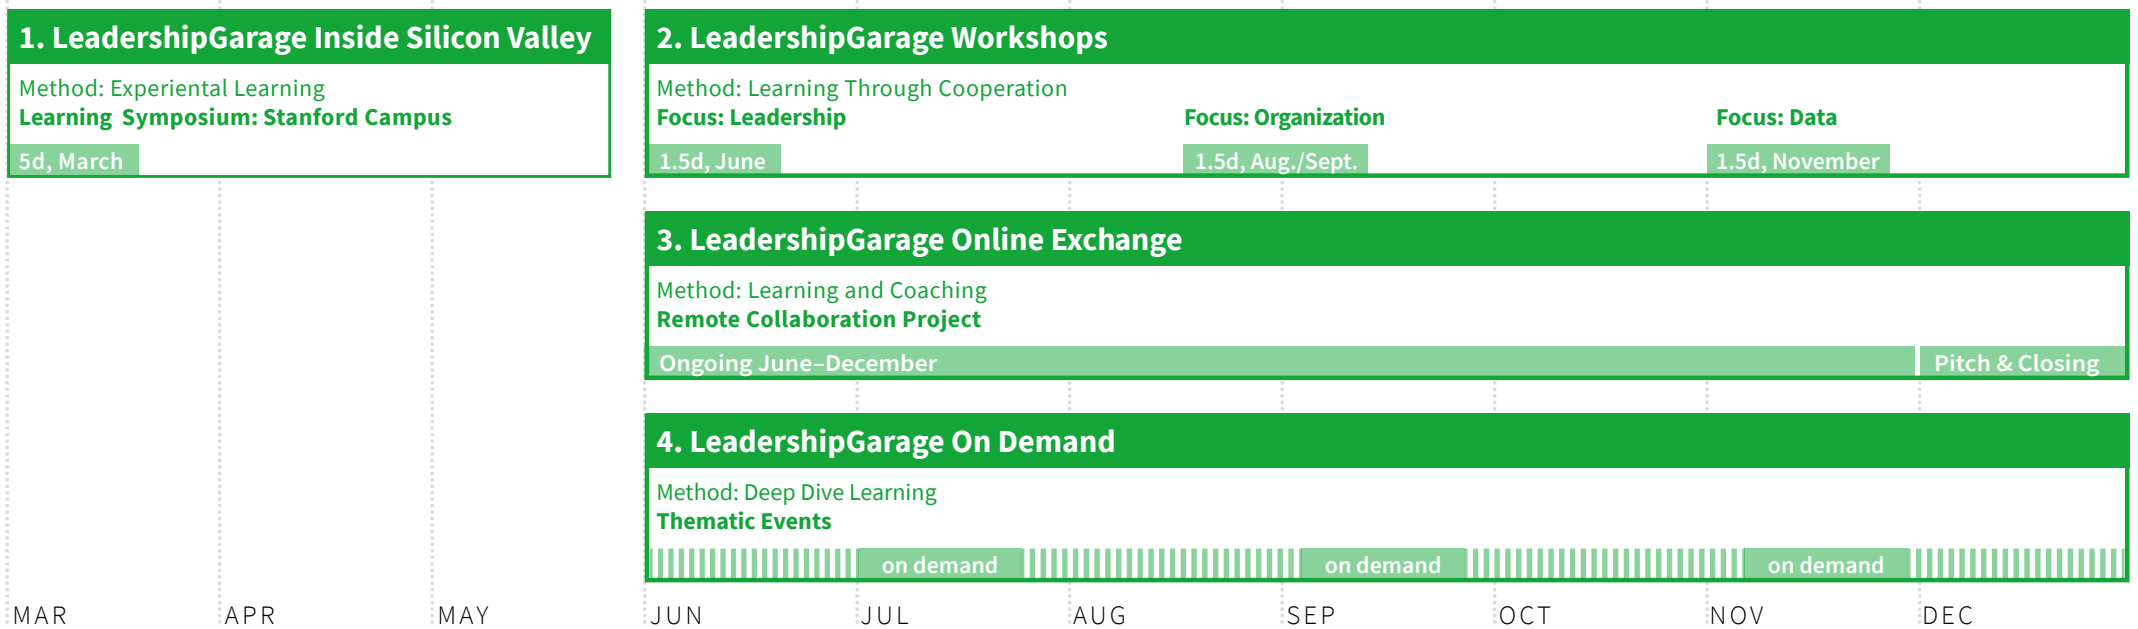 1. LeadershipGarage Inside Silicon Valley
Method: Experiental Learning
Learning Symposium: Stanford Campus
5d, March
2. LeadershipGarage Workshops
Method: Learning Through Cooperation
Focus: Leadership
Focus: Organization
Focus: Data
1.5d, June
1.5d, Aug./Sept.
1.5d, November
3. LeadershipGarage Online Exchange
Method: Learning and Coaching
Remote Collaboration Project
Ongoing June–December
Pitch & Closing
4. LeadershipGarage On Demand
Method: Deep Dive Learning
Thematic Events
on demand
on demand
on demand
MAR
APR
MAY
JUN
JUL
AUG
SEP
OCT
NOV
DEC